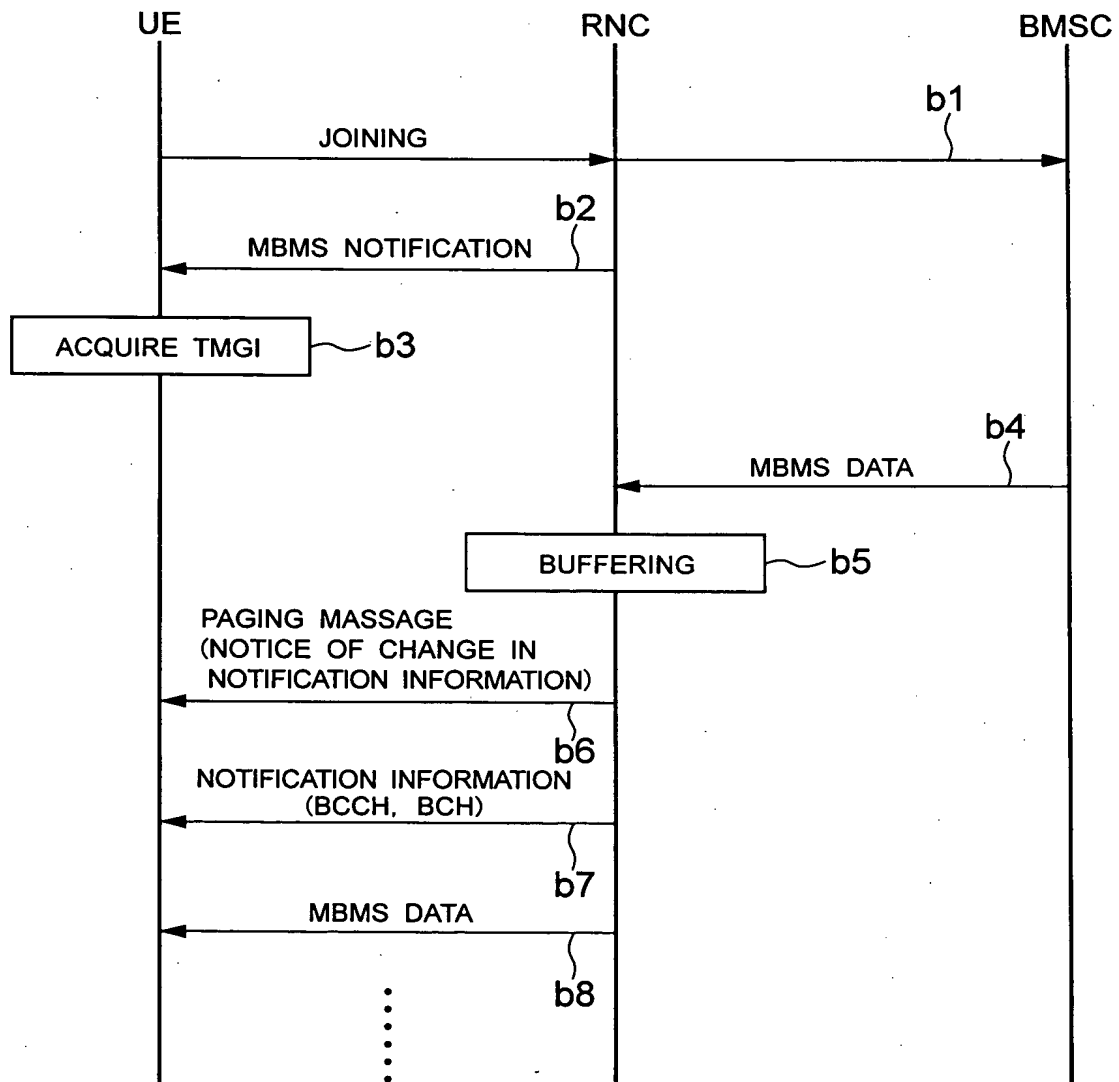 UE
RNC
BMSC
b1
JOINING
b2
MBMS NOTIFICATION
ACQUIRE TMGI
b3
b4
MBMS DATA
BUFFERING
b5
PAGING MASSAGE
(NOTICE OF CHANGE IN
NOTIFICATION INFORMATION)
b6
NOTIFICATION INFORMATION
(BCCH, BCH)
b7
MBMS DATA
b8